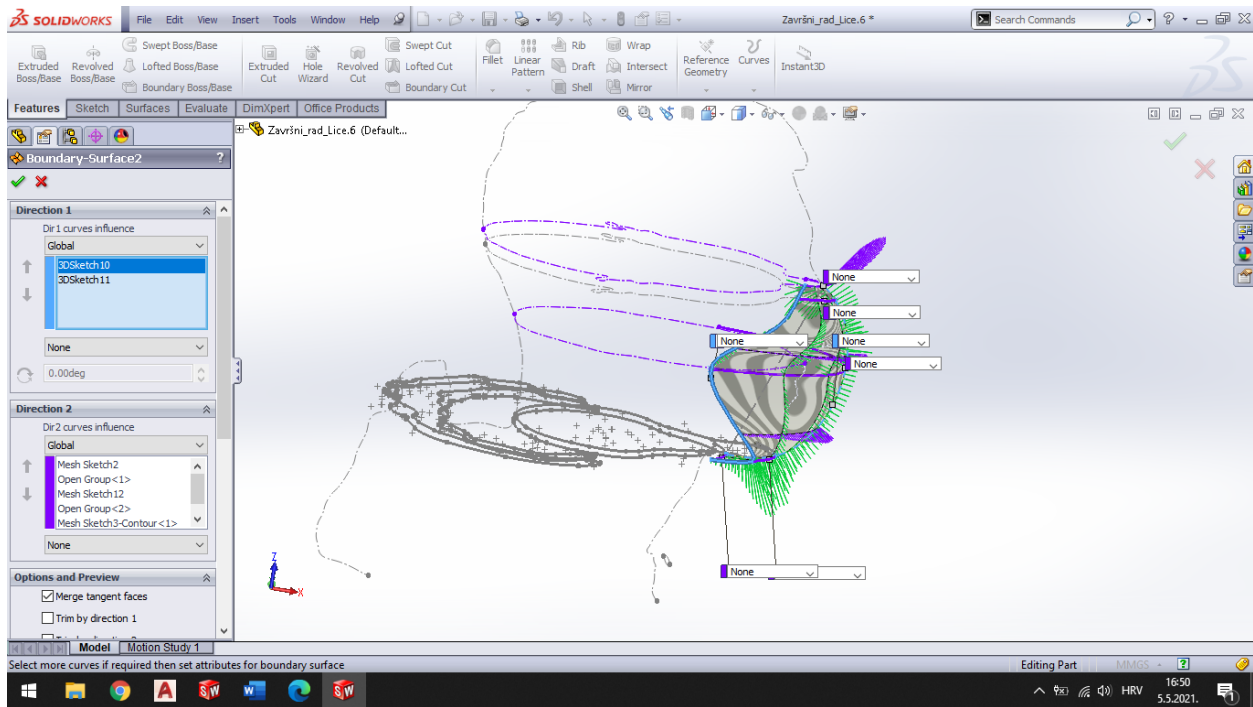 SOLIDWORKS File Edit View Insert Tools Window Help Završni_rad_Lice.6 * Search Commands
Extruded Boss/Base
Revolved Boss/Base
Swept Boss/Base
Lofted Boss/Base
Boundary Boss/Base
Extruded Cut
Hole Wizard
Revolved Cut
Swept Cut
Lofted Cut
Boundary Cut
Fillet
Linear Pattern
Rib
Draft
Shell
Wrap
Intersect
Mirror
Reference Geometry
Curves
Instant3D
Features Sketch Surfaces Evaluate DimXpert Office Products
Završni_rad_Lice.6 (Default...
Boundary-Surface2 ?
Direction 1
Dir1 curves influence
Global
3DSketch10
3DSketch11
None
0.00deg
Direction 2
Dir2 curves influence
Global
Mesh Sketch2
Open Group<1>
Mesh Sketch12
Open Group<2>
Mesh Sketch3-Contour<1>
None
Options and Preview
Merge tangent faces
Trim by direction 1
None
None
None
None
None
None
Z
X
Model Motion Study 1
Select more curves if required then set attributes for boundary surface
Editing Part MMGS
HRV
16:50
5.5.2021.